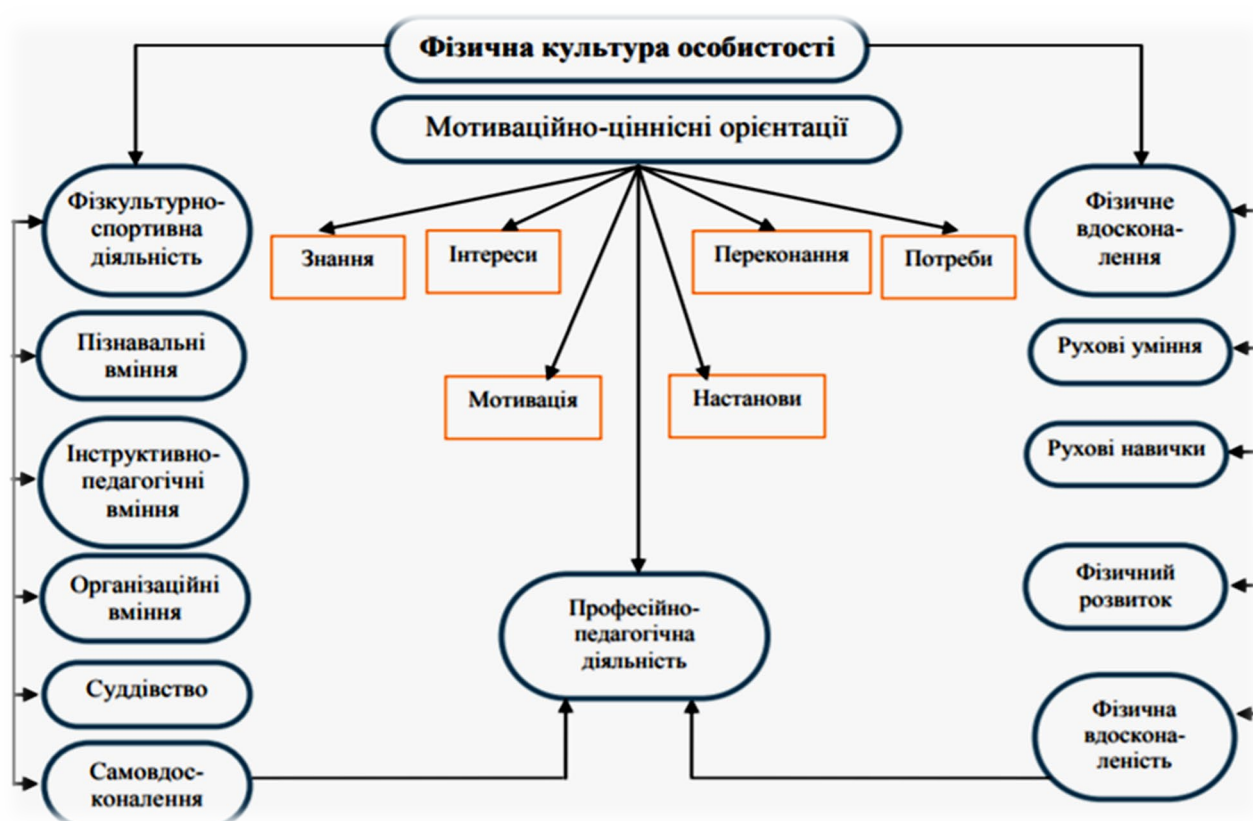 Фізична культура особистості
Мотиваційно-ціннісні орієнтації
Фізкультурно-
спортивна
діяльність
Знання
Інтереси
Переконання
Потреби
Фізичне
вдоскона-
лення
Пізнавальні
вміння
Рухові уміння
Мотивація
Настанови
Інструктивно-
педагогічні
вміння
Рухові навички
Організаційні
вміння
Професійно-
педагогічна
діяльність
Фізичний
розвиток
Суддівство
Самовдос-
коналення
Фізична
вдоскона-
леність